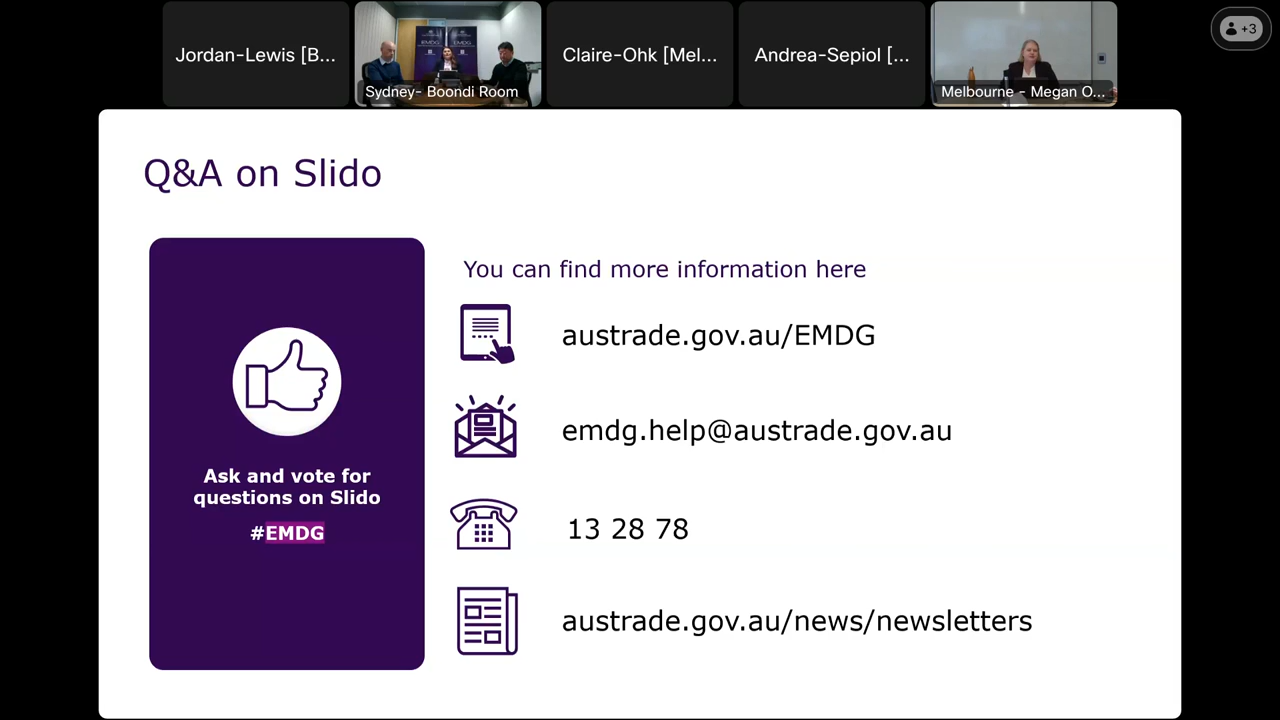 Jordan-Lewis [B...
EMDG
EMDG
Sydney- Boondi Room
Claire-Ohk [Mel...
Andrea-Sepiol [...
Melbourne - Megan O...
+3
Q&A on Slido
Ask and vote for
questions on Slido
#EMDG
You can find more information here
austrade.gov.au/EMDG
emdg.help@austrade.gov.au
13 28 78
austrade.gov.au/news/newsletters